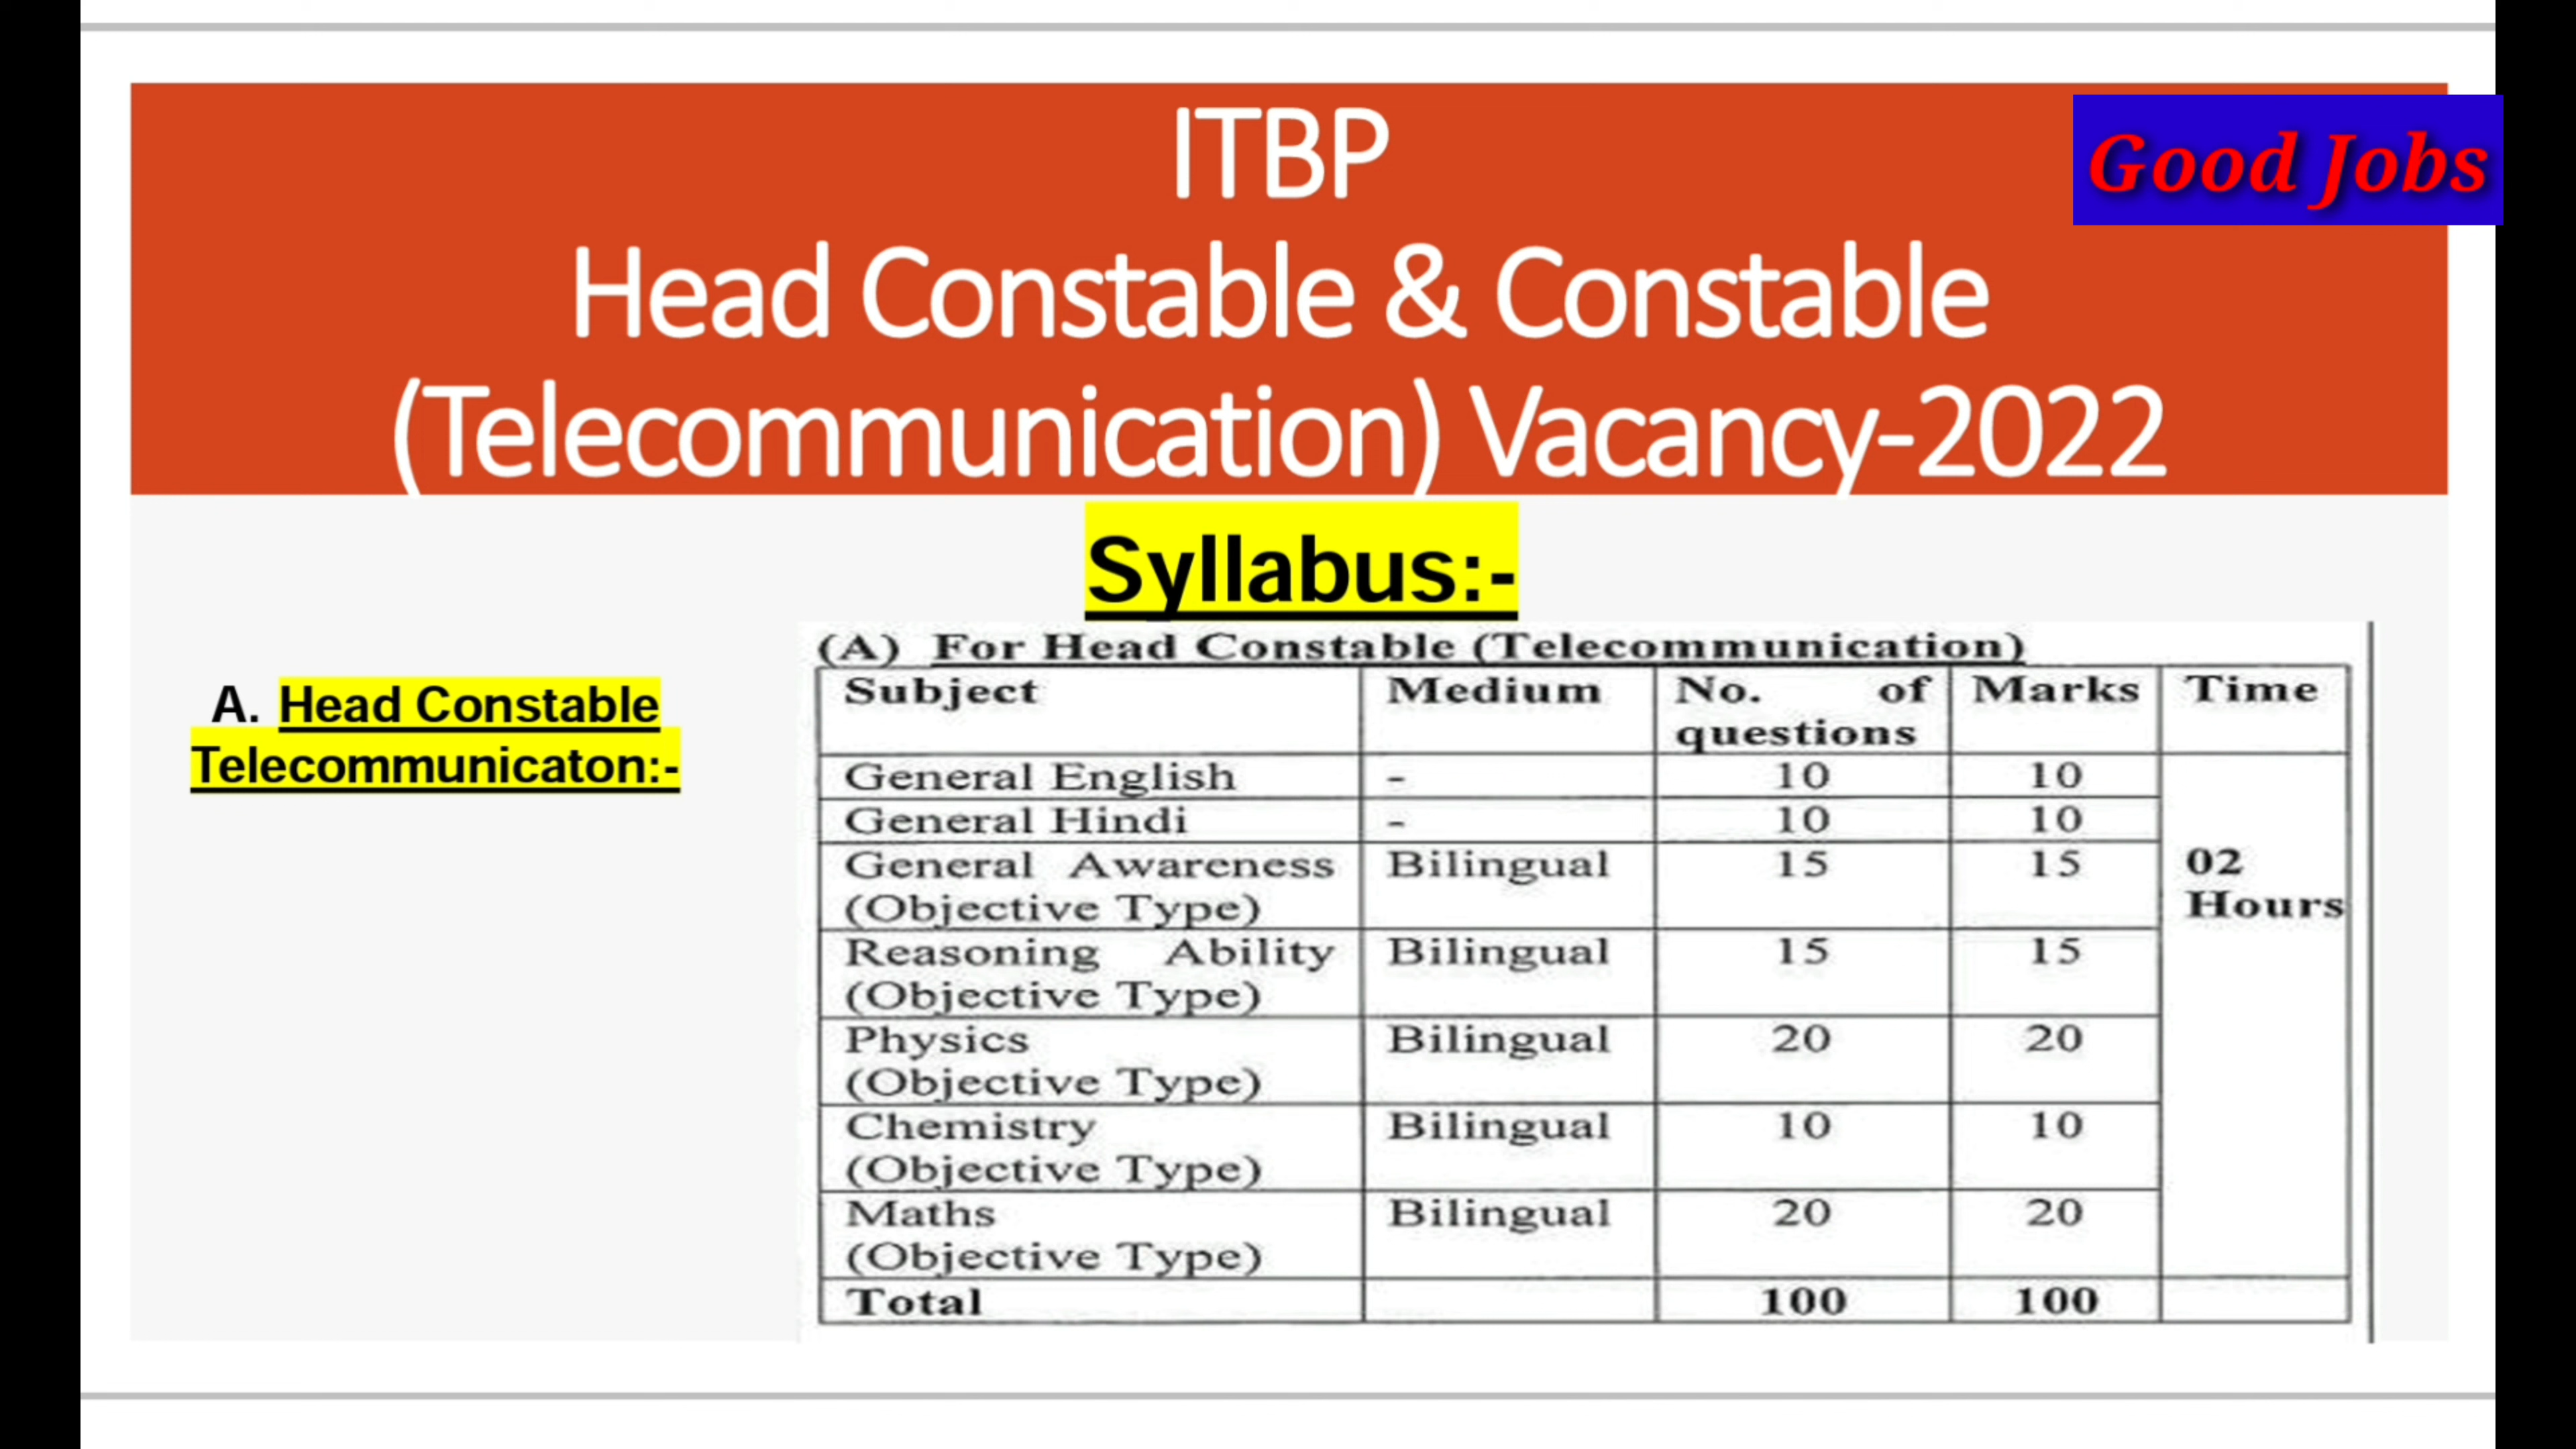 ITBP
Good Jobs
Head Constable & Constable
(Telecommunication) Vacancy-2022
Syllabus:-
A. Head Constable
Telecommunicaton:-
(A) For Head Constable (Telecommunication)
Subject Medium No. of questions Marks Time
General English - 10 10
General Hindi - 10 10
General Awareness (Objective Type) Bilingual 15 15 02 Hours
Reasoning Ability (Objective Type) Bilingual 15 15
Physics (Objective Type) Bilingual 20 20
Chemistry (Objective Type) Bilingual 10 10
Maths (Objective Type) Bilingual 20 20
Total 100 100